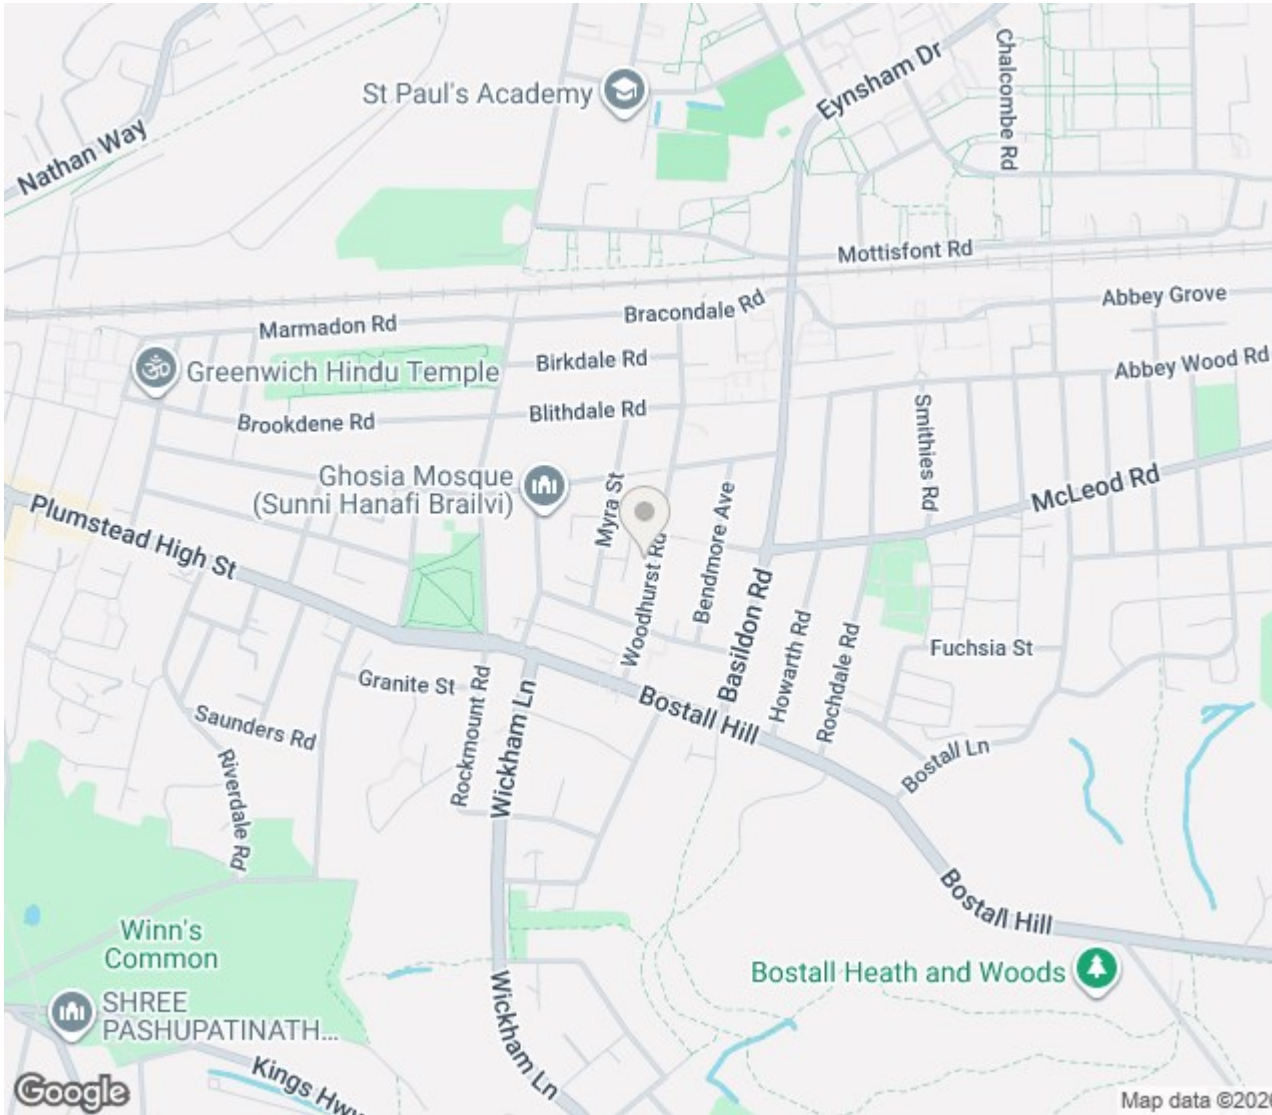 St Paul's Academy
Eynsham Dr
Chalcombe Rd
Nathan Way
Mottisfont Rd
Abbey Grove
Bracondale Rd
Marmadon Rd
Birkdale Rd
Greenwich Hindu Temple
Abbey Wood Rd
Blithdale Rd
Brookdene Rd
Smithies Rd
Ghosia Mosque
(Sunni Hanafi Brailvi)
Myra St
McLeod Rd
Bendmore Ave
Plumstead High St
Woodhurst Rd
Basildon Rd
Howarth Rd
Rochdale Rd
Fuchsia St
Granite St
Rockmount Rd
Wickham Ln
Bostall Hill
Saunders Rd
Riverdale Rd
Bostall Ln
Bostall Hill
Winn's
Common
Bostall Heath and Woods
SHREE
PASHUPATINATH...
Wickham Ln
Kings Hwy
Google
Map data ©2026